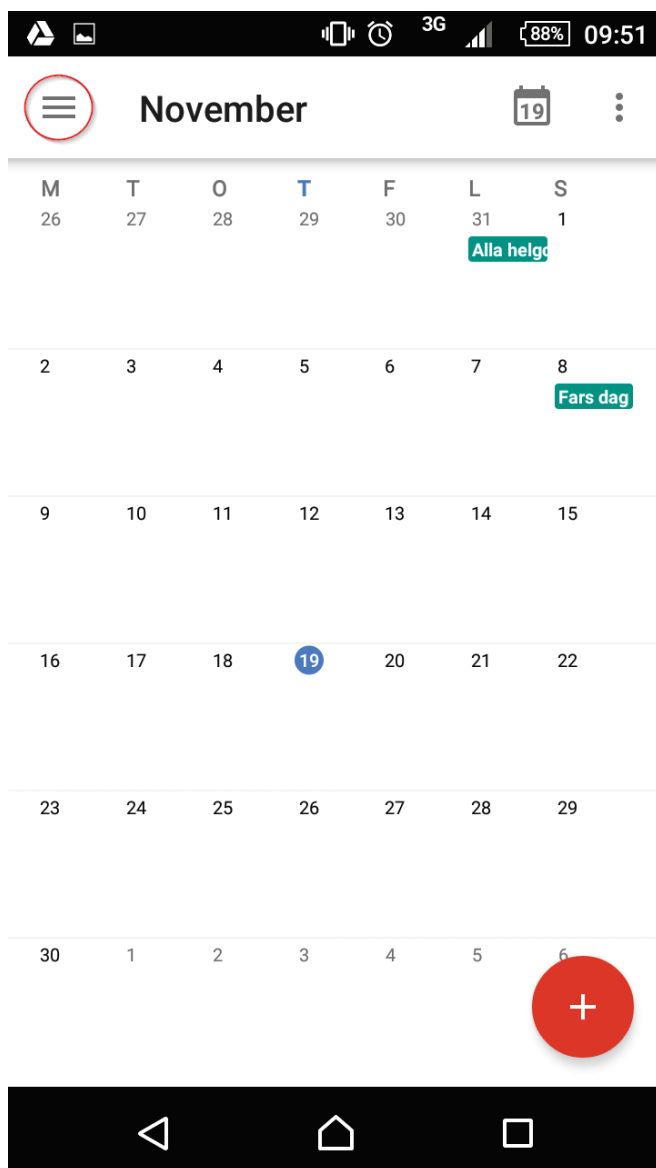 3G 88% 09:51
November 19
M T O T F L S
26 27 28 29 30 31 1
Alla helgo
2 3 4 5 6 7 8
Fars dag
9 10 11 12 13 14 15
16 17 18 19 20 21 22
23 24 25 26 27 28 29
30 1 2 3 4 5 6